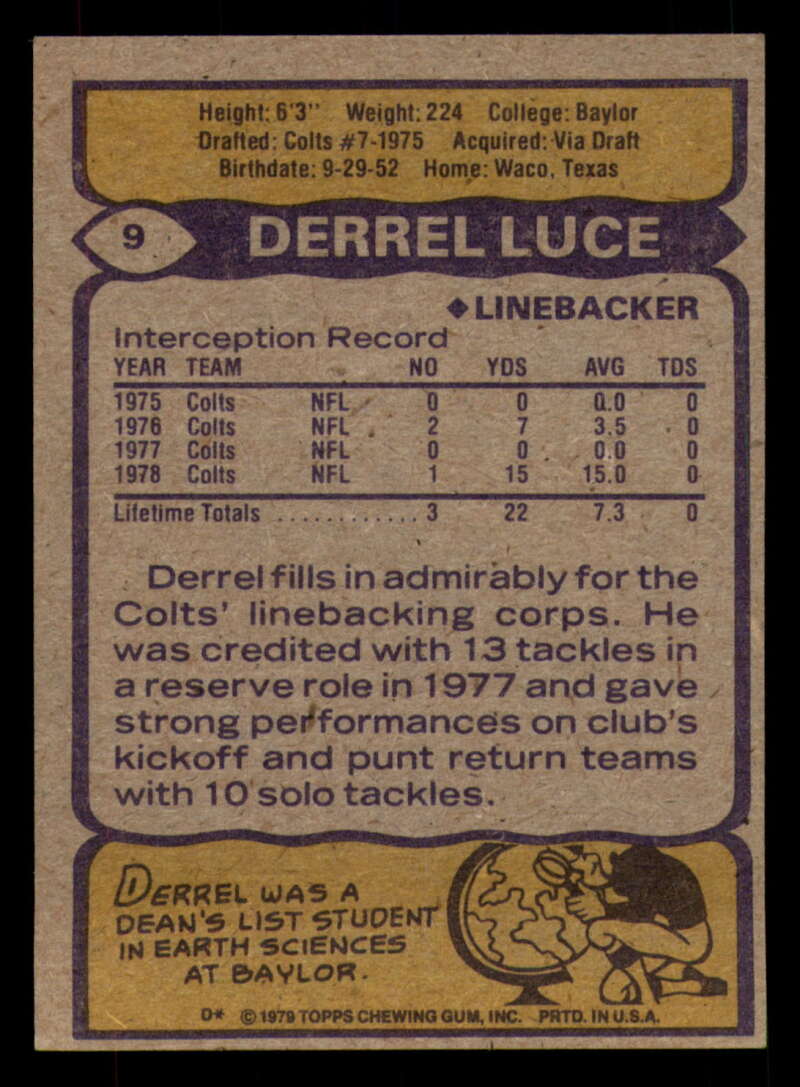 Height: 6'3" Weight: 224 College: Baylor
Drafted: Colts #7-1975 Acquired: Via Draft
Birthdate: 9-29-52 Home: Waco, Texas
9 DERREL LUCE
◆LINEBACKER
Interception Record
YEAR TEAM NO YDS AVG TDS
1975 Colts NFL 0 0 0.0 0
1976 Colts NFL 2 7 3.5 0
1977 Colts NFL 0 0 0.0 0
1978 Colts NFL 1 15 15.0 0
Lifetime Totals ............ 3 22 7.3 0
Derrel fills in admirably for the
Colts' linebacking corps. He
was credited with 13 tackles in
a reserve role in 1977 and gave
strong performances on club's
kickoff and punt return teams
with 10 solo tackles.
DERREL WAS A
DEAN'S LIST STUDENT
IN EARTH SCIENCES
AT BAYLOR.
D* © 1979 TOPPS CHEWING GUM, INC. PRTD. IN U.S.A.